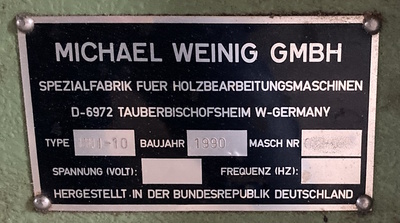 MICHAEL WEINIG GMBH
SPEZIALFABRIK FUER HOLZBEARBEITUNGSMASCHINEN
D-6972 TAUBERBISCHOFSHEIM W-GERMANY
TYPE BAUJAHR 1990 MASCH NR
SPANNUNG (VOLT): FREQUENZ (HZ):
HERGESTELLT IN DER BUNDESREPUBLIK DEUTSCHLAND